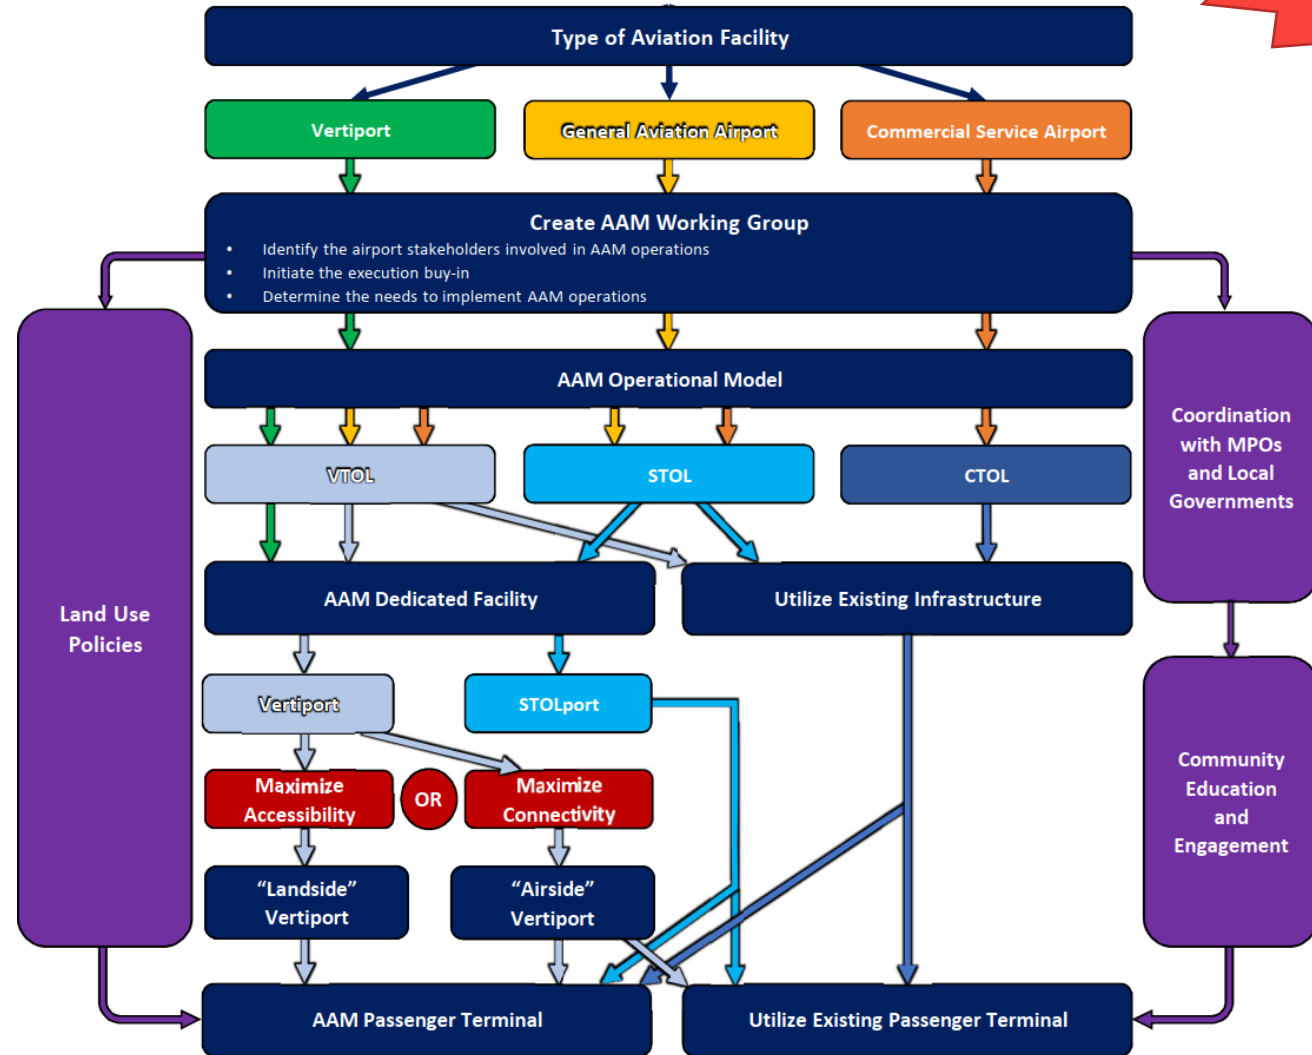 Type of Aviation Facility
Vertiport
General Aviation Airport
Commercial Service Airport
Create AAM Working Group
• Identify the airport stakeholders involved in AAM operations
• Initiate the execution buy-in
• Determine the needs to implement AAM operations
AAM Operational Model
VTOL
STOL
CTOL
Coordination
with MPOs
and Local
Governments
Land Use
Policies
AAM Dedicated Facility
Utilize Existing Infrastructure
Vertiport
STOLport
Maximize
Accessibility
OR
Maximize
Connectivity
Community
Education
and
Engagement
“Landside”
Vertiport
“Airside”
Vertiport
AAM Passenger Terminal
Utilize Existing Passenger Terminal